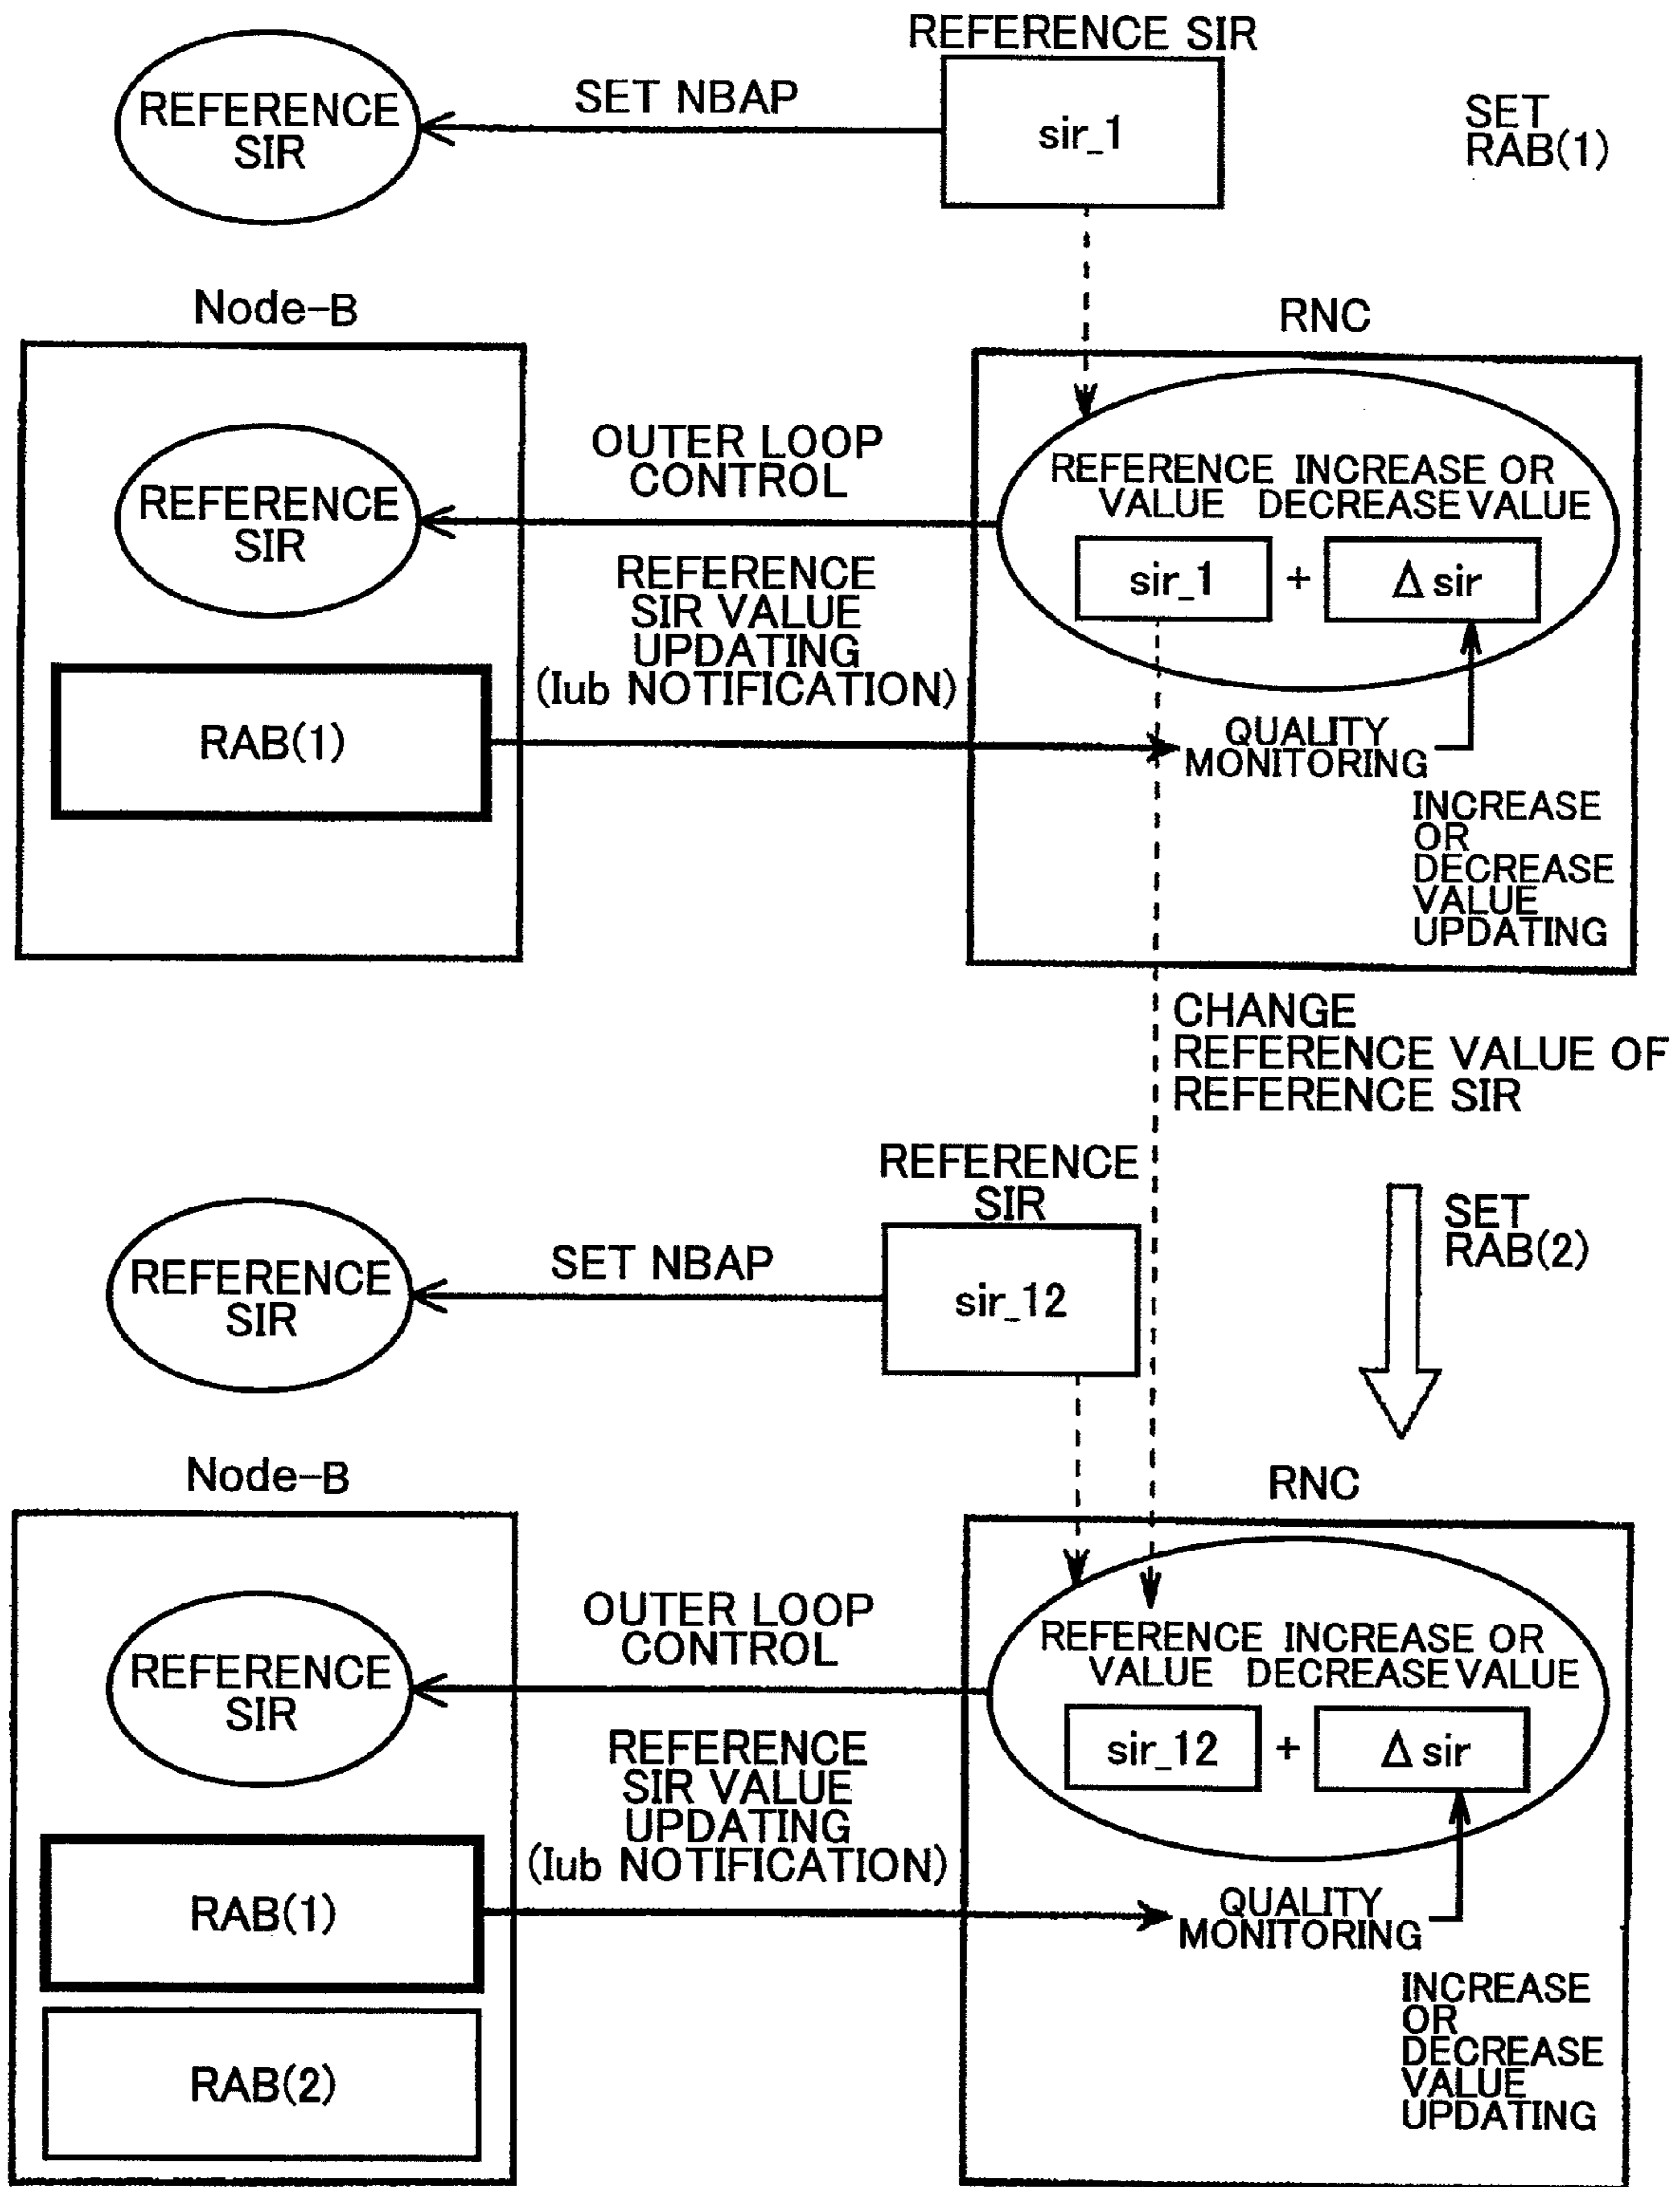 REFERENCE SIR
REFERENCE
SIR
SET NBAP
sir_1
SET
RAB(1)
Node-B
RNC
REFERENCE
SIR
OUTER LOOP
CONTROL
REFERENCE
SIR VALUE
UPDATING
(Iub NOTIFICATION)
REFERENCE INCREASE OR
VALUE DECREASE VALUE
sir_1 + Δ sir
RAB(1)
QUALITY
MONITORING
INCREASE
OR
DECREASE
VALUE
UPDATING
CHANGE
REFERENCE VALUE OF
REFERENCE SIR
REFERENCE
SIR
REFERENCE
SIR
SET NBAP
sir_12
SET
RAB(2)
Node-B
RNC
REFERENCE
SIR
OUTER LOOP
CONTROL
REFERENCE
SIR VALUE
UPDATING
(Iub NOTIFICATION)
REFERENCE INCREASE OR
VALUE DECREASE VALUE
sir_12 + Δ sir
RAB(1)
QUALITY
MONITORING
INCREASE
OR
DECREASE
VALUE
UPDATING
RAB(2)